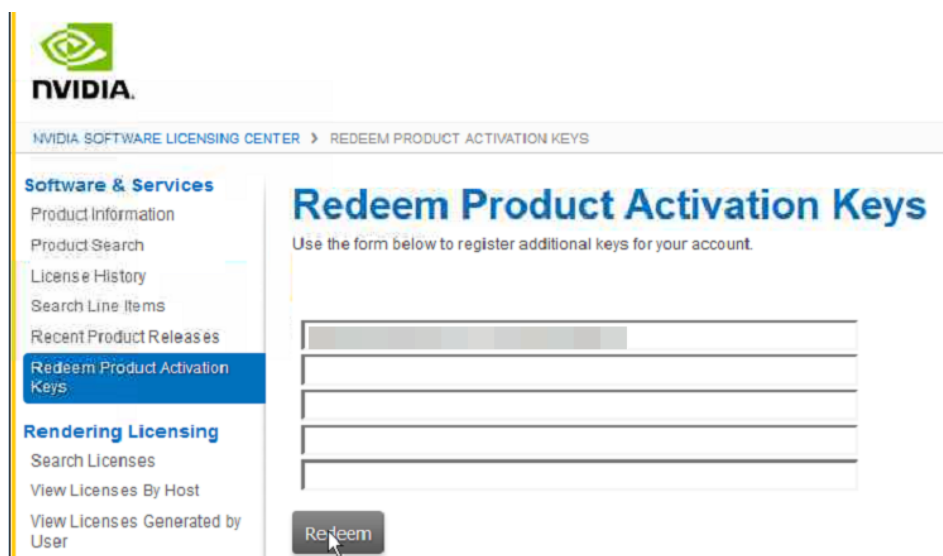 NVIDIA.
NVIDIA SOFTWARE LICENSING CENTER > REDEEM PRODUCT ACTIVATION KEYS
Software & Services
Product Information
Product Search
License History
Search Line Items
Recent Product Releases
Redeem Product Activation
Keys
Rendering Licensing
Search Licenses
View Licenses By Host
View Licenses Generated by
User
Redeem Product Activation Keys
Use the form below to register additional keys for your account.
Redeem